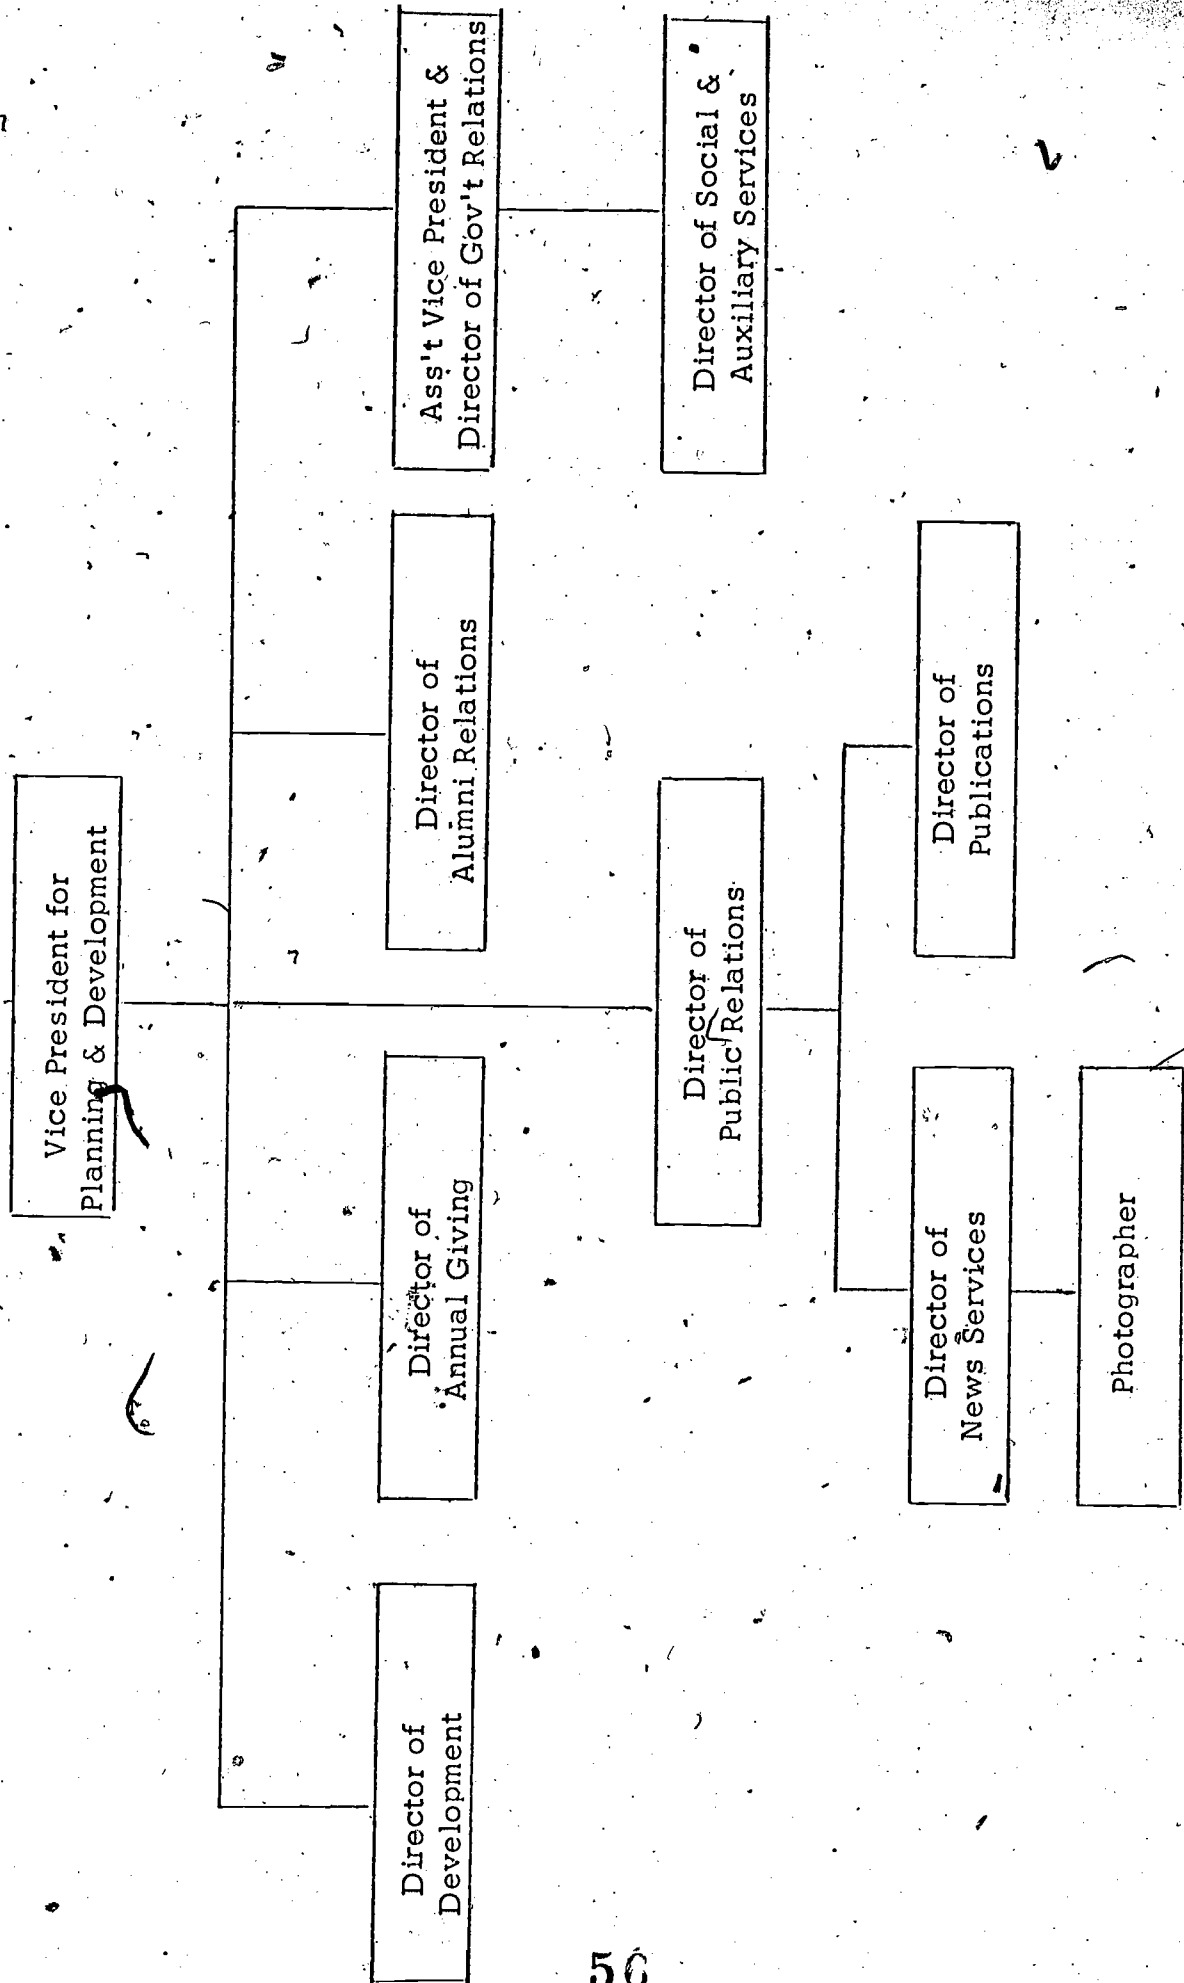 Vice President for
Planning & Development
Director of
Development
Director of
Annual Giving
Director of
Alumni Relations
Ass't Vice President &
Director of Gov't Relations
Director of
Public Relations
Director of Social &
Auxiliary Services
Director of
News Services
Director of
Publications
Photographer